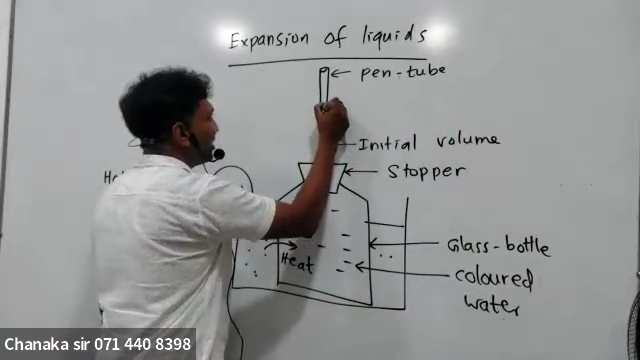 Expansion of liquids
pen-tube
Initial volume
Stopper
Glass-bottle
Heat
coloured
water
Chanaka sir 071 440 8398